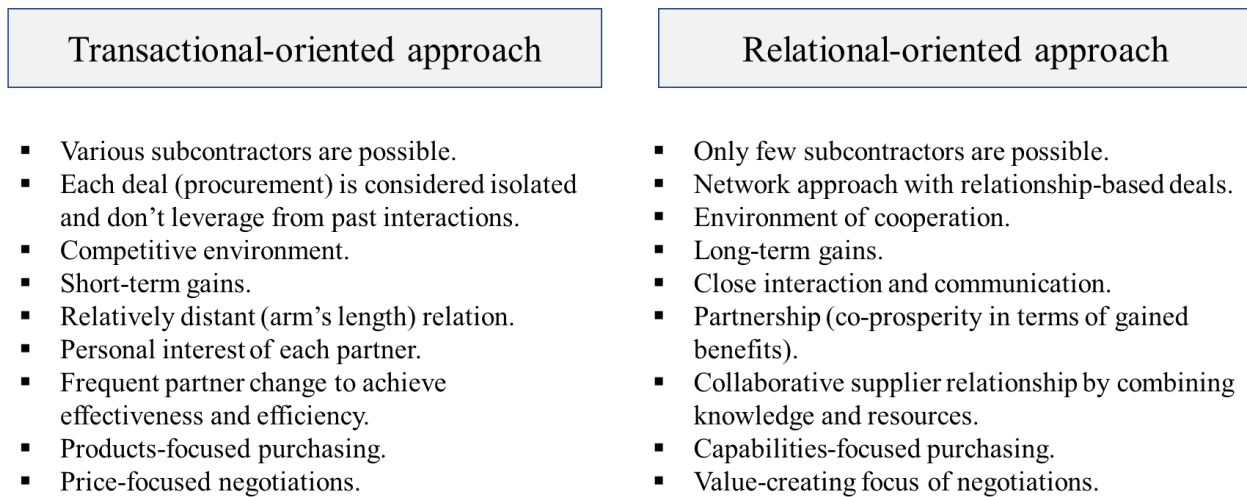 Transactional-oriented approach
▪ Various subcontractors are possible.
▪ Each deal (procurement) is considered isolated
and don’t leverage from past interactions.
▪ Competitive environment.
▪ Short-term gains.
▪ Relatively distant (arm’s length) relation.
▪ Personal interest of each partner.
▪ Frequent partner change to achieve
effectiveness and efficiency.
▪ Products-focused purchasing.
▪ Price-focused negotiations.
Relational-oriented approach
▪ Only few subcontractors are possible.
▪ Network approach with relationship-based deals.
▪ Environment of cooperation.
▪ Long-term gains.
▪ Close interaction and communication.
▪ Partnership (co-prosperity in terms of gained
benefits).
▪ Collaborative supplier relationship by combining
knowledge and resources.
▪ Capabilities-focused purchasing.
▪ Value-creating focus of negotiations.